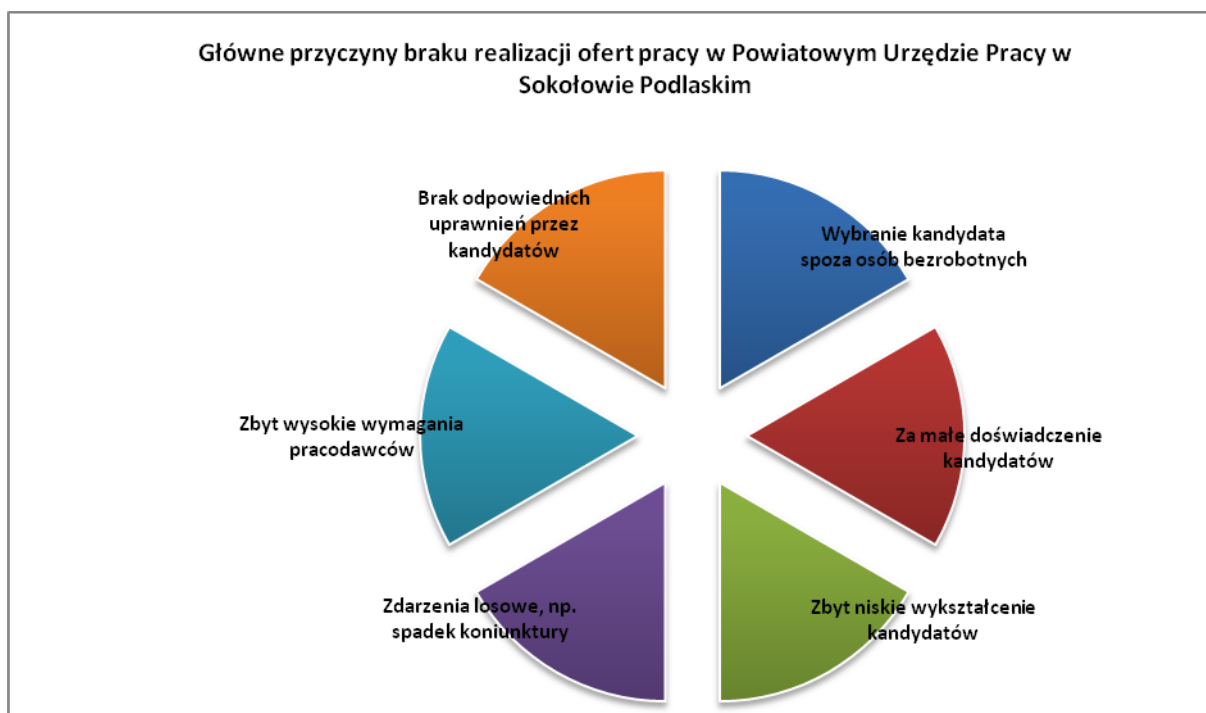 Główne przyczyny braku realizacji ofert pracy w Powiatowym Urzędzie Pracy w
Sokołowie Podlaskim
Brak odpowiednich
uprawnień przez
kandydatów
Wybranie kandydata
spoza osób bezrobotnych
Zbyt wysokie wymagania
pracodawców
Za małe doświadczenie
kandydatów
Zdarzenia losowe, np.
spadek koniunktury
Zbyt niskie wykształcenie
kandydatów